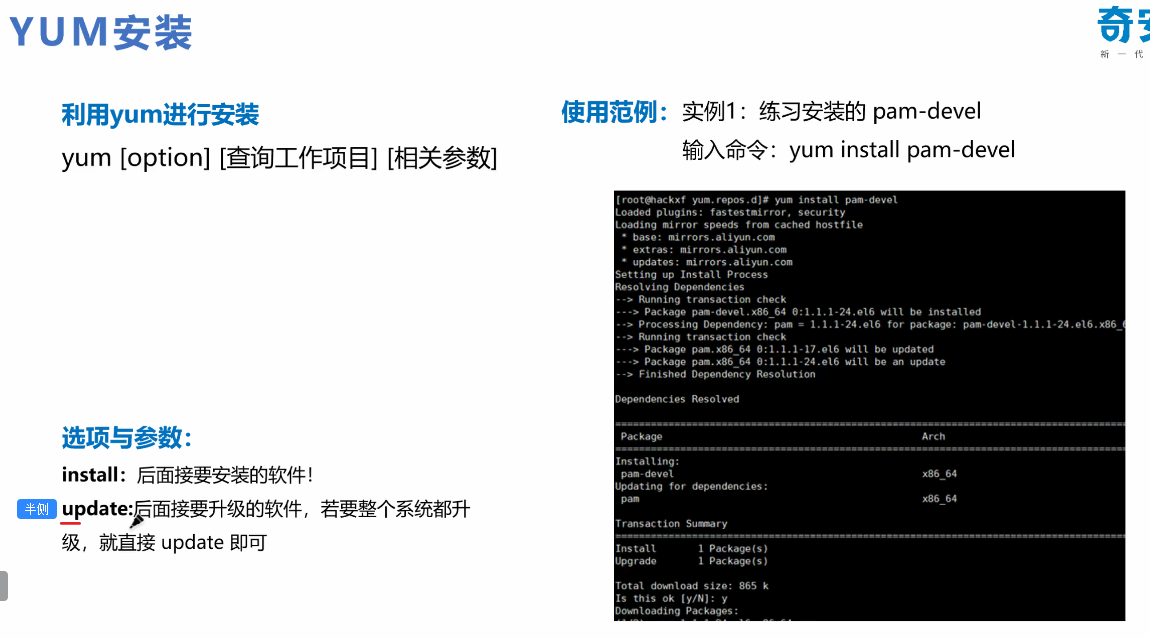 YUM安装
奇安
新 一 代
利用yum进行安装
yum [option] [查询工作项目] [相关参数]
使用范例：实例1：练习安装的 pam-devel
输入命令：yum install pam-devel
[root@hackxf yum.repos.d]# yum install pam-devel
Loaded plugins: fastestmirror, security
Loading mirror speeds from cached hostfile
* base: mirrors.aliyun.com
* extras: mirrors.aliyun.com
* updates: mirrors.aliyun.com
Setting up Install Process
Resolving Dependencies
--> Running transaction check
---> Package pam-devel.x86_64 0:1.1.1-24.el6 will be installed
--> Processing Dependency: pam = 1.1.1-24.el6 for package: pam-devel-1.1.1-24.el6.x86_6
--> Running transaction check
---> Package pam.x86_64 0:1.1.1-17.el6 will be updated
---> Package pam.x86_64 0:1.1.1-24.el6 will be an update
--> Finished Dependency Resolution
Dependencies Resolved
Package Arch
Installing:
pam-devel x86_64
Updating for dependencies:
pam x86_64
Transaction Summary
Install 1 Package(s)
Upgrade 1 Package(s)
Total download size: 865 k
Is this ok [y/N]: y
Downloading Packages:
选项与参数：
install：后面接要安装的软件！
半侧
update:后面接要升级的软件，若要整个系统都升
级，就直接 update 即可